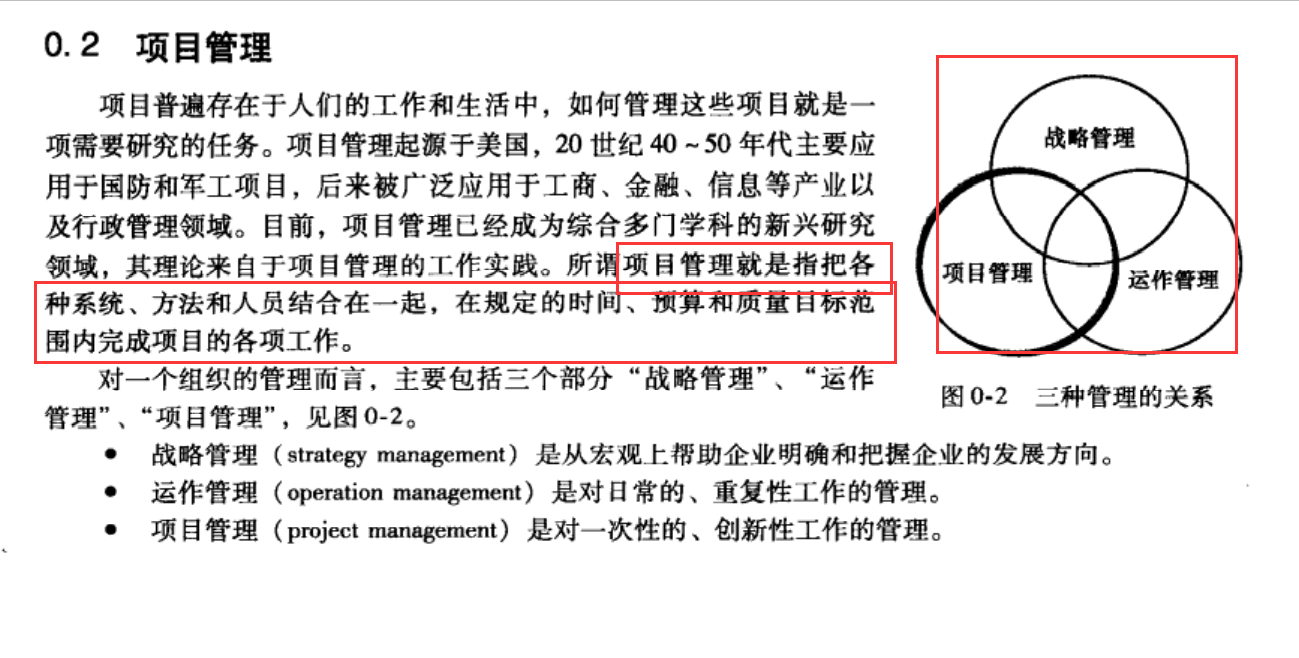 0.2 项目管理
项目普遍存在于人们的工作和生活中，如何管理这些项目就是一
项需要研究的任务。项目管理起源于美国，20 世纪 40 ~ 50 年代主要应
用于国防和军工项目，后来被广泛应用于工商、金融、信息等产业以
及行政管理领域。目前，项目管理已经成为综合多门学科的新兴研究
领域，其理论来自于项目管理的工作实践。所谓项目管理就是指把各
种系统、方法和人员结合在一起，在规定的时间、预算和质量目标范
围内完成项目的各项工作。
对一个组织的管理而言，主要包括三个部分“战略管理”、“运作
管理”、“项目管理”，见图 0-2。
战略管理
项目管理
运作管理
图 0-2 三种管理的关系
● 战略管理（strategy management）是从宏观上帮助企业明确和把握企业的发展方向。
● 运作管理（operation management）是对日常的、重复性工作的管理。
● 项目管理（project management）是对一次性的、创新性工作的管理。